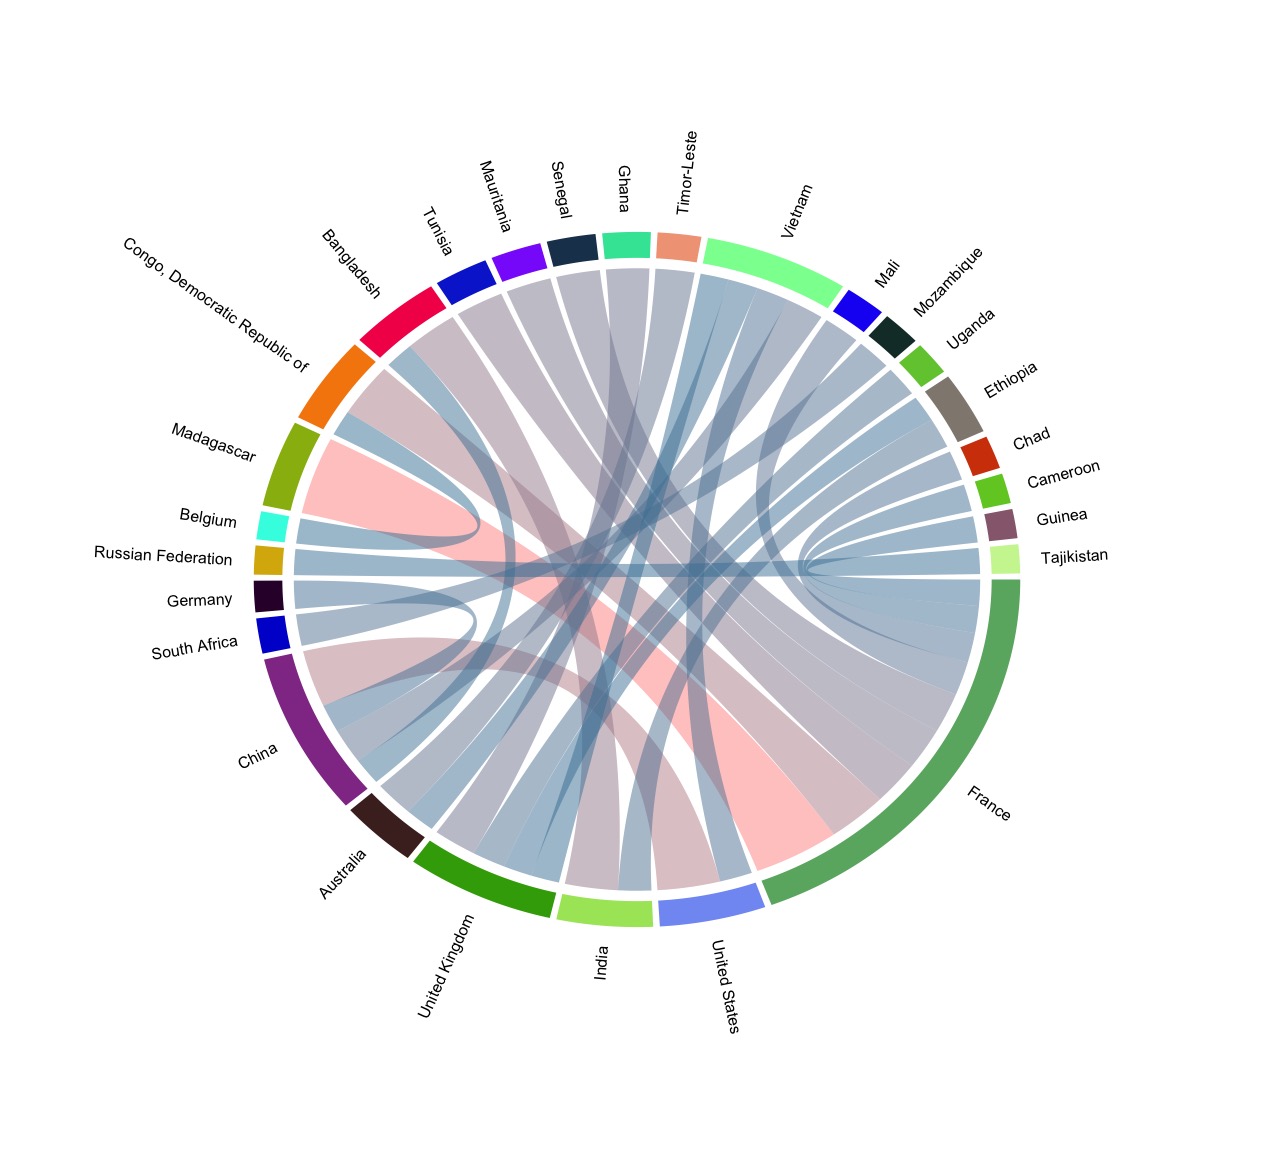 Timor-Leste
Vietnam
Mali
Mozambique
Uganda
Ethiopia
Chad
Cameroon
Guinea
Tajikistan
France
United States
India
United Kingdom
Australia
China
South Africa
Germany
Russian Federation
Belgium
Madagascar
Congo, Democratic Republic of
Bangladesh
Tunisia
Mauritania
Senegal
Ghana